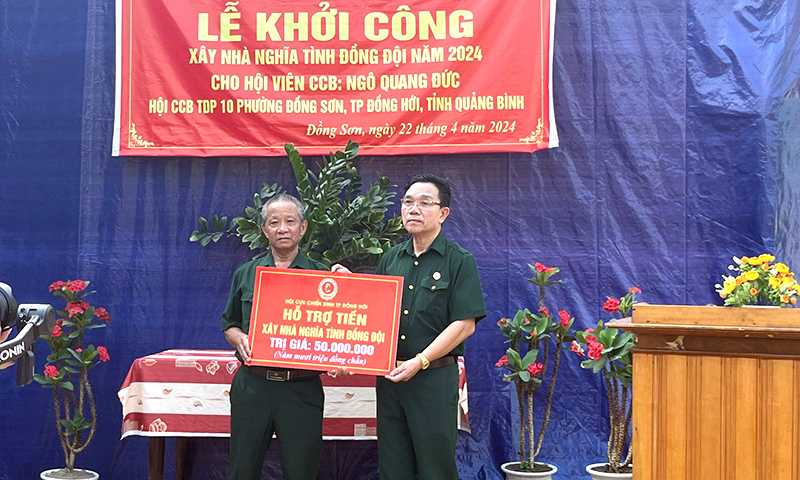 LỄ KHỞI CÔNG
XÂY NHÀ NGHĨA TÌNH ĐỒNG ĐỘI NĂM 2024
CHO HỘI VIÊN CCB: NGÔ QUANG ĐỨC
HỘI CCB TDP 10 PHƯỜNG ĐỒNG SƠN, TP ĐỒNG HỚI, TỈNH QUẢNG BÌNH
Đồng Sơn, ngày 22 tháng 4 năm 2024
HỘI CỰU CHIẾN BINH TP ĐỒNG HỚI
HỖ TRỢ TIỀN
XÂY NHÀ NGHĨA TÌNH ĐỒNG ĐỘI
TRỊ GIÁ: 50.000.000
(Năm mươi triệu đồng chẵn)
RONIN